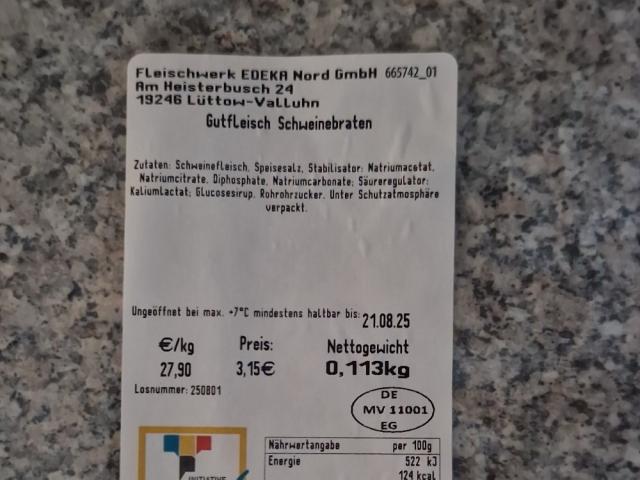 Fleischwerk EDEKA Nord GmbH 665742_01
Am Heisterbusch 24
19246 Lüttow-Valluhn
Gutfleisch Schweinebraten
Zutaten: Schweinefleisch, Speisesalz, Stabilisator: Natriumacetat,
Natriumcitrate, Diphosphate, Natriumcarbonate; Säureregulator:
Kaliumlactat; Glucosesirup, Rohrohrzucker. Unter Schutzatmosphäre
verpackt.
Ungeöffnet bei max. +7°C mindestens haltbar bis: 21.08.25
€/kg Preis: Nettogewicht
27,90 3,15€ 0,113kg
Losnummer: 250801
DE
MV 11001
EG
Nährwertangabe per 100g
Energie 522 kJ
124 kcal
INITIATIVE